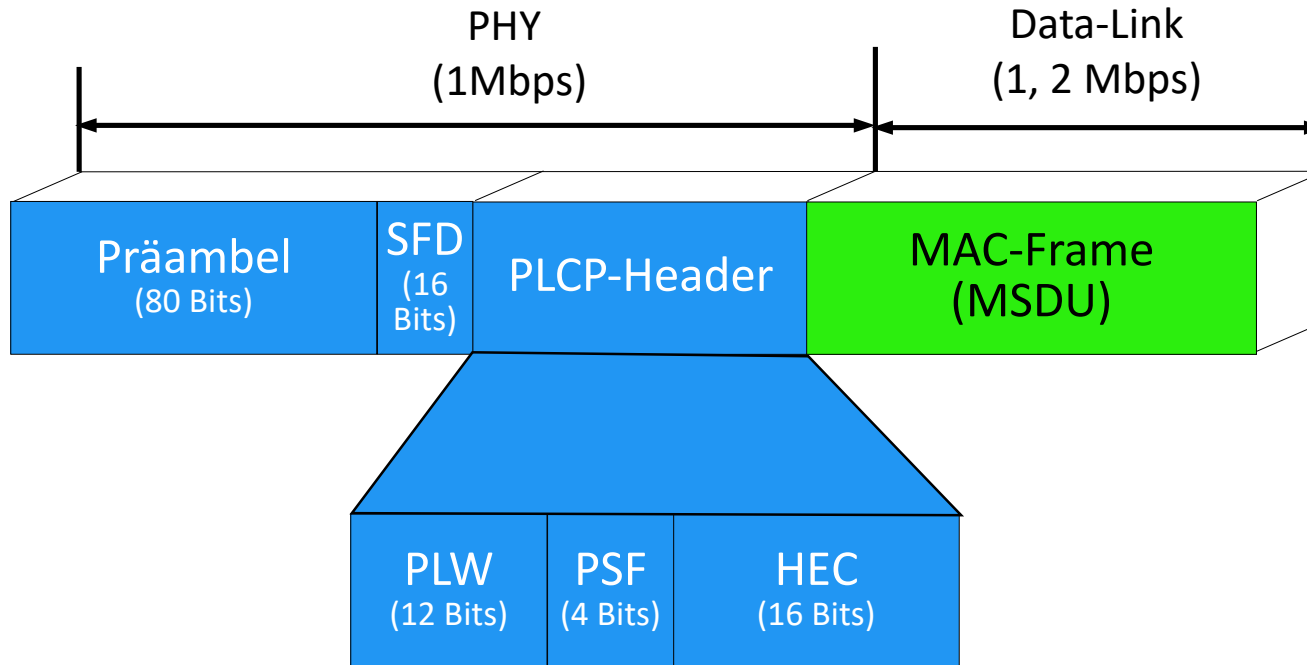 PHY
(1Mbps)
Data-Link
(1, 2 Mbps)
Präambel
(80 Bits)
SFD
(16
Bits)
PLCP-Header
MAC-Frame
(MSDU)
PLW
(12 Bits)
PSF
(4 Bits)
HEC
(16 Bits)